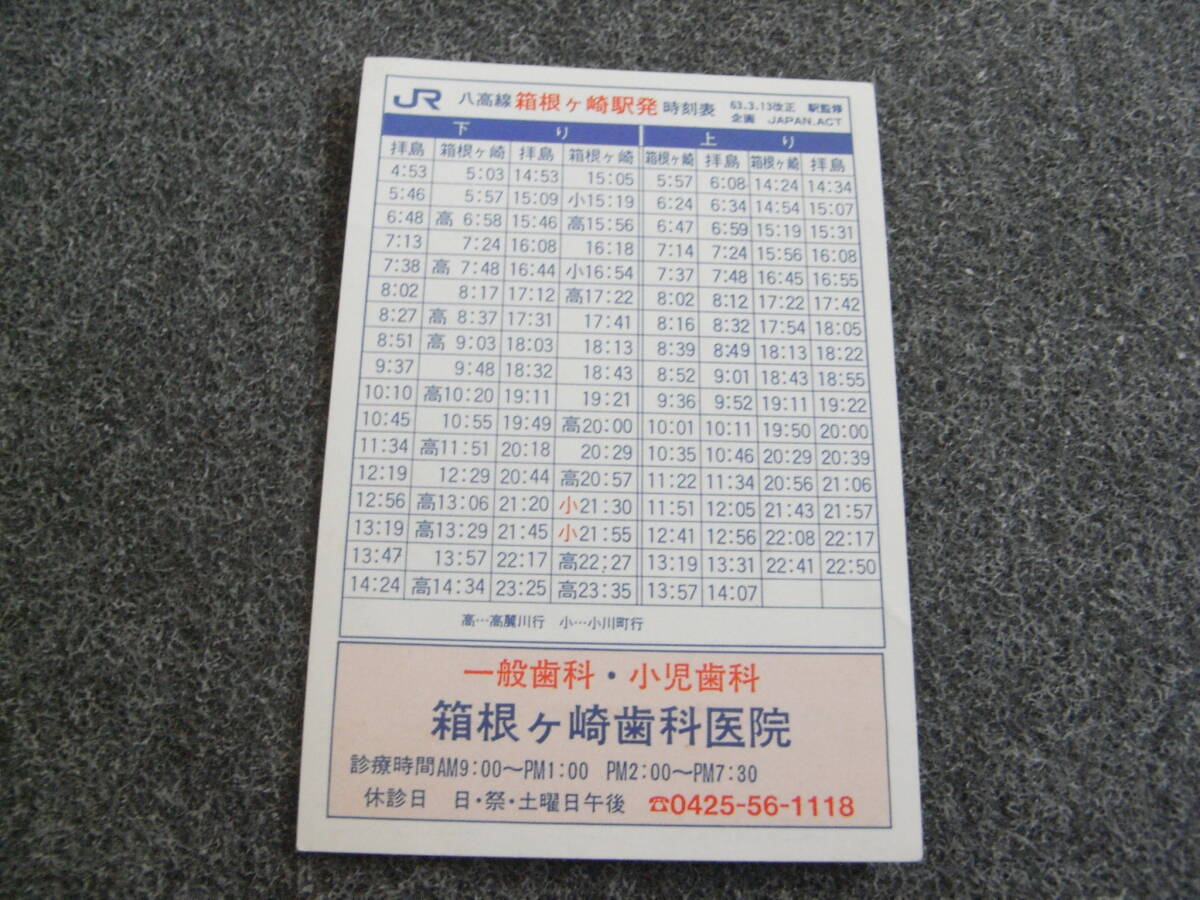 JR 八高線 箱根ヶ崎駅発 時刻表 63.3.13改正 駅監修
企画 JAPAN.ACT
下り 上り
拝島 箱根ヶ崎 拝島 箱根ヶ崎 箱根ヶ崎 拝島 箱根ヶ崎 拝島
4:53 5:03 14:53 15:05 5:57 6:08 14:24 14:34
5:46 5:57 15:09 小15:19 6:24 6:34 14:54 15:07
6:48 高 6:58 15:46 高15:56 6:47 6:59 15:19 15:31
7:13 7:24 16:08 16:18 7:14 7:24 15:56 16:08
7:38 高 7:48 16:44 小16:54 7:37 7:48 16:45 16:55
8:02 8:17 17:12 高17:22 8:02 8:12 17:22 17:42
8:27 高 8:37 17:31 17:41 8:16 8:32 17:54 18:05
8:51 高 9:03 18:03 18:13 8:39 8:49 18:13 18:22
9:37 9:48 18:32 18:43 8:52 9:01 18:43 18:55
10:10 高10:20 19:11 19:21 9:36 9:52 19:11 19:22
10:45 10:55 19:49 高20:00 10:01 10:11 19:50 20:00
11:34 高11:51 20:18 20:29 10:35 10:46 20:29 20:39
12:19 12:29 20:44 高20:57 11:22 11:34 20:56 21:06
12:56 高13:06 21:20 小21:30 11:51 12:05 21:43 21:57
13:19 高13:29 21:45 小21:55 12:41 12:56 22:08 22:17
13:47 13:57 22:17 高22:27 13:19 13:31 22:41 22:50
14:24 高14:34 23:25 高23:35 13:57 14:07
高…高麗川行 小…小川町行
一般歯科・小児歯科
箱根ヶ崎歯科医院
診療時間AM9:00〜PM1:00 PM2:00〜PM7:30
休診日 日・祭・土曜日午後 ☎0425-56-1118